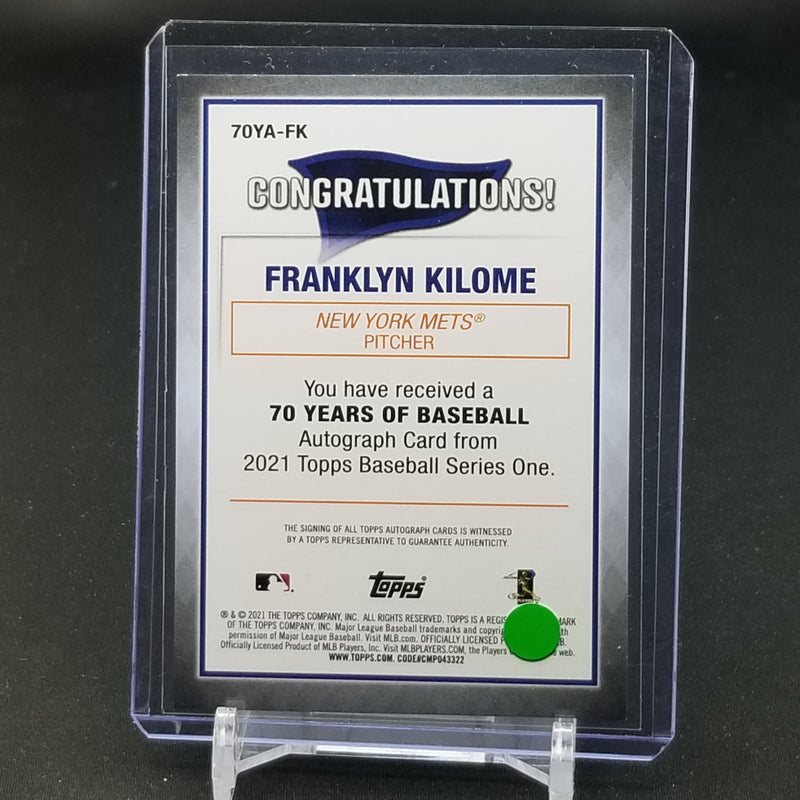 70YA-FK
CONGRATULATIONS!
FRANKLYN KILOME
NEW YORK METS®
PITCHER
You have received a
70 YEARS OF BASEBALL
Autograph Card from
2021 Topps Baseball Series One.
THE SIGNING OF ALL TOPPS AUTOGRAPH CARDS IS WITNESSED
BY A TOPPS REPRESENTATIVE TO GUARANTEE AUTHENTICITY.
topps
® & © 2021 THE TOPPS COMPANY, INC. ALL RIGHTS RESERVED. TOPPS IS A
OF THE TOPPS COMPANY, INC. Major League Baseball trademarks and
permission of Major League Baseball. Visit MLB.com. OFFICIALLY LICENSED
Officially Licensed Product of MLB Players, Inc. Visit MLBPLAYERS.COM, the Players web.
WWW.TOPPS.COM. CODE#CMP043322